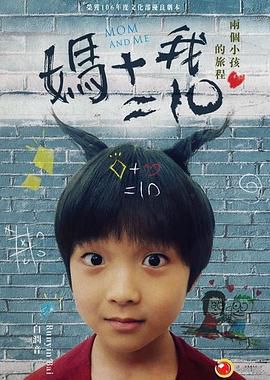 榮獲106年度文化部優良劇本
媽+我
=10
MOM
AND ME
兩個小孩
的旅程
+
=10
白潤音
Runyin Bai